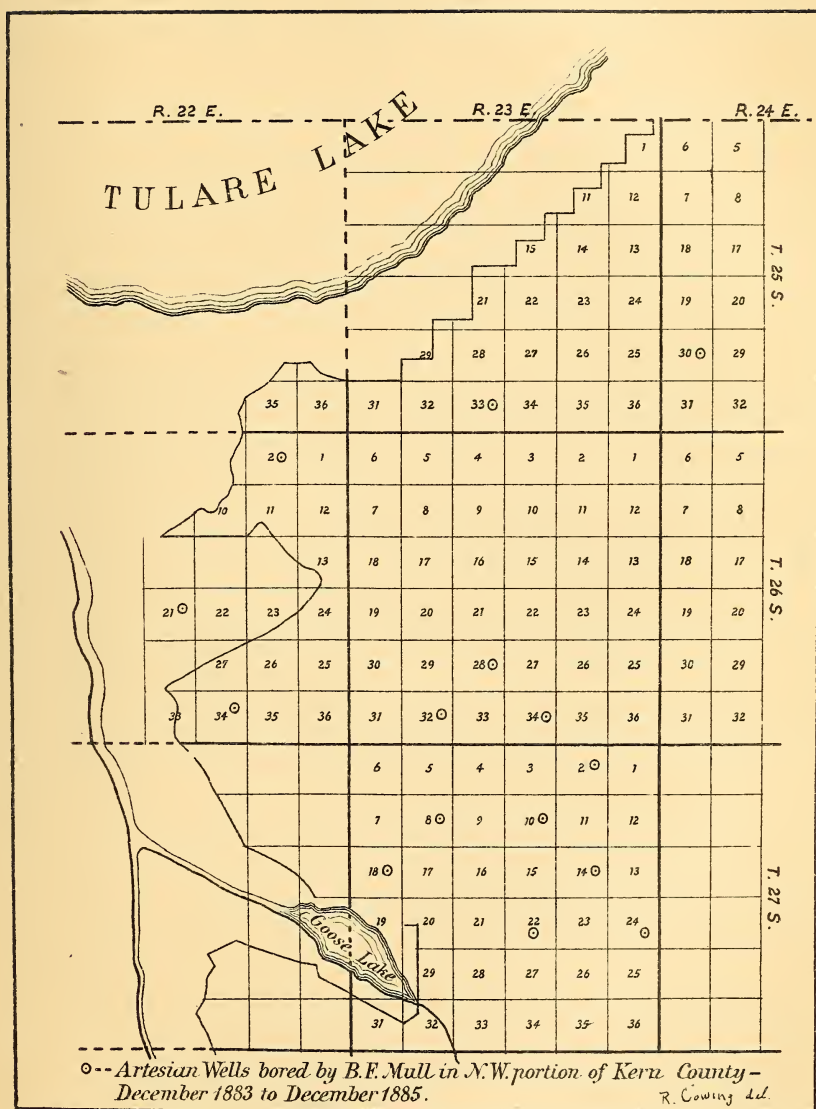 R. 22 E. R. 23 E. R. 24 E.
TULARE LAKE
1 6 5
11 12 7 8
15 14 13 18 17
T. 25 S.
21 22 23 24 19 20
29 28 27 26 25 30 29
35 36 31 32 33 34 35 36 31 32
2 1 6 5 4 3 2 1 6 5
10 11 12 7 8 9 10 11 12 7 8
13 18 17 16 15 14 13 18 17
T. 26 S.
21 22 23 24 19 20 21 22 23 24 19 20
27 26 25 30 29 28 27 26 25 30 29
33 34 35 36 31 32 33 34 35 36 31 32
6 5 4 3 2 1
7 8 9 10 11 12
18 17 16 15 14 13
T. 27 S.
19 20 21 22 23 24
Goose Lake
29 28 27 26 25
31 32 33 34 35 36
⊙-- Artesian Wells bored by B.F. Mull in N.W. portion of Kern County –
December 1883 to December 1885.
R. Cowing del.